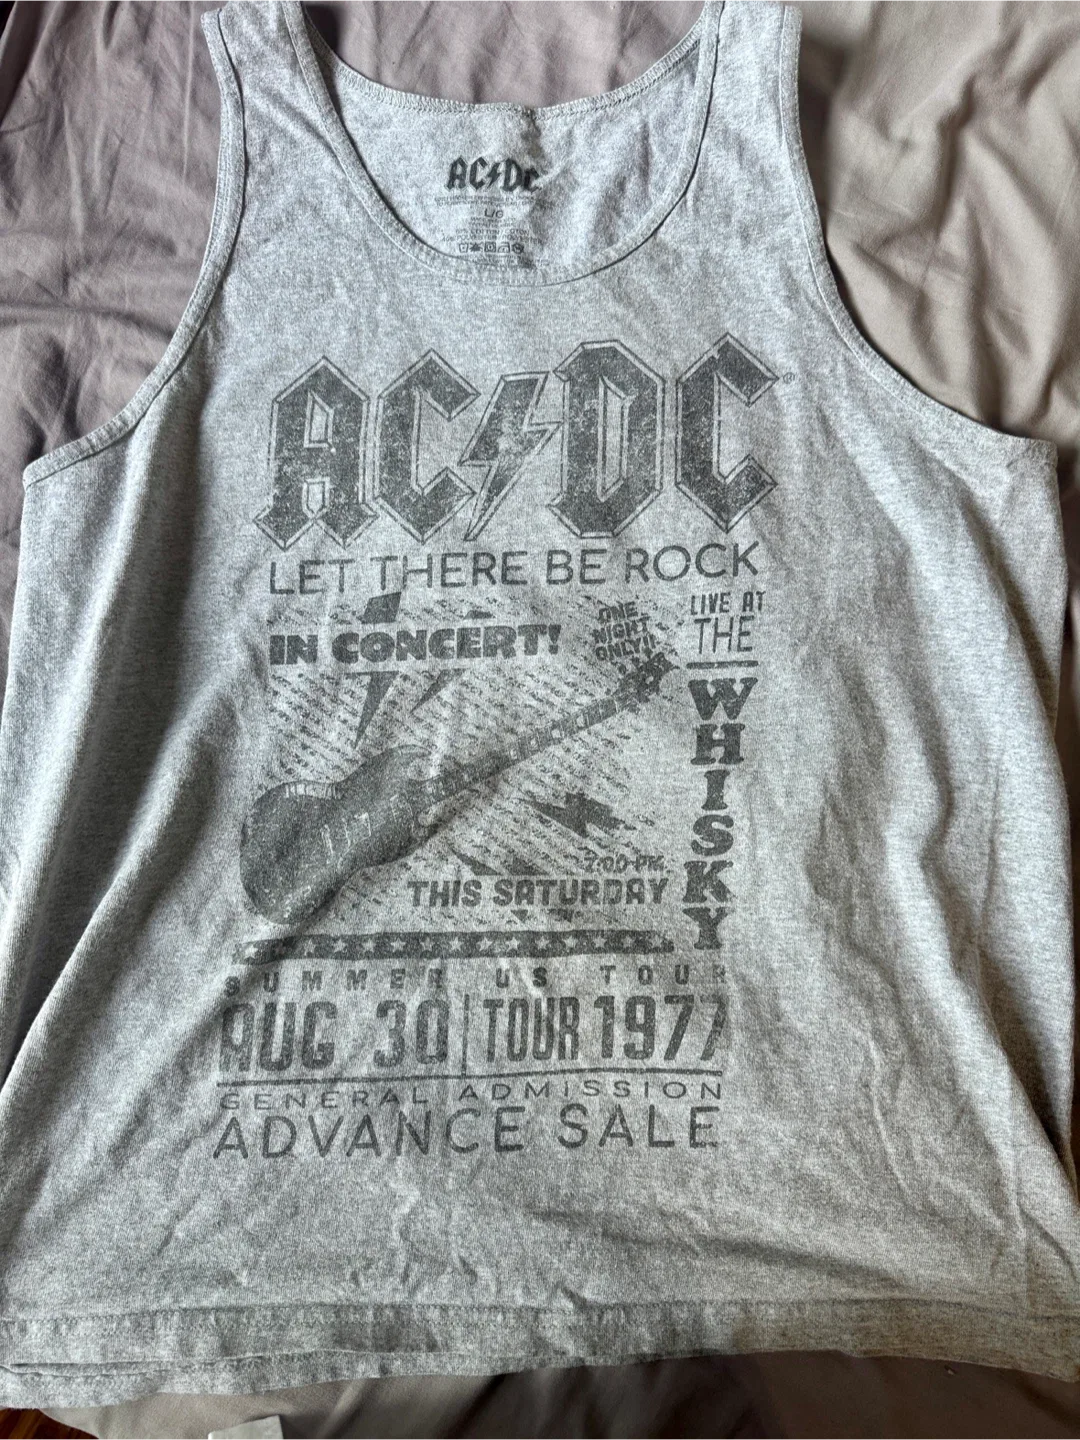 AC⚡DC
L/G
AC⚡DC®
LET THERE BE ROCK
IN CONCERT!
ONE
NIGHT
ONLY!!
LIVE AT
THE
WHISKY
7:00 PM
THIS SATURDAY
SUMMER US TOUR
AUG 30 | TOUR 1977
GENERAL ADMISSION
ADVANCE SALE